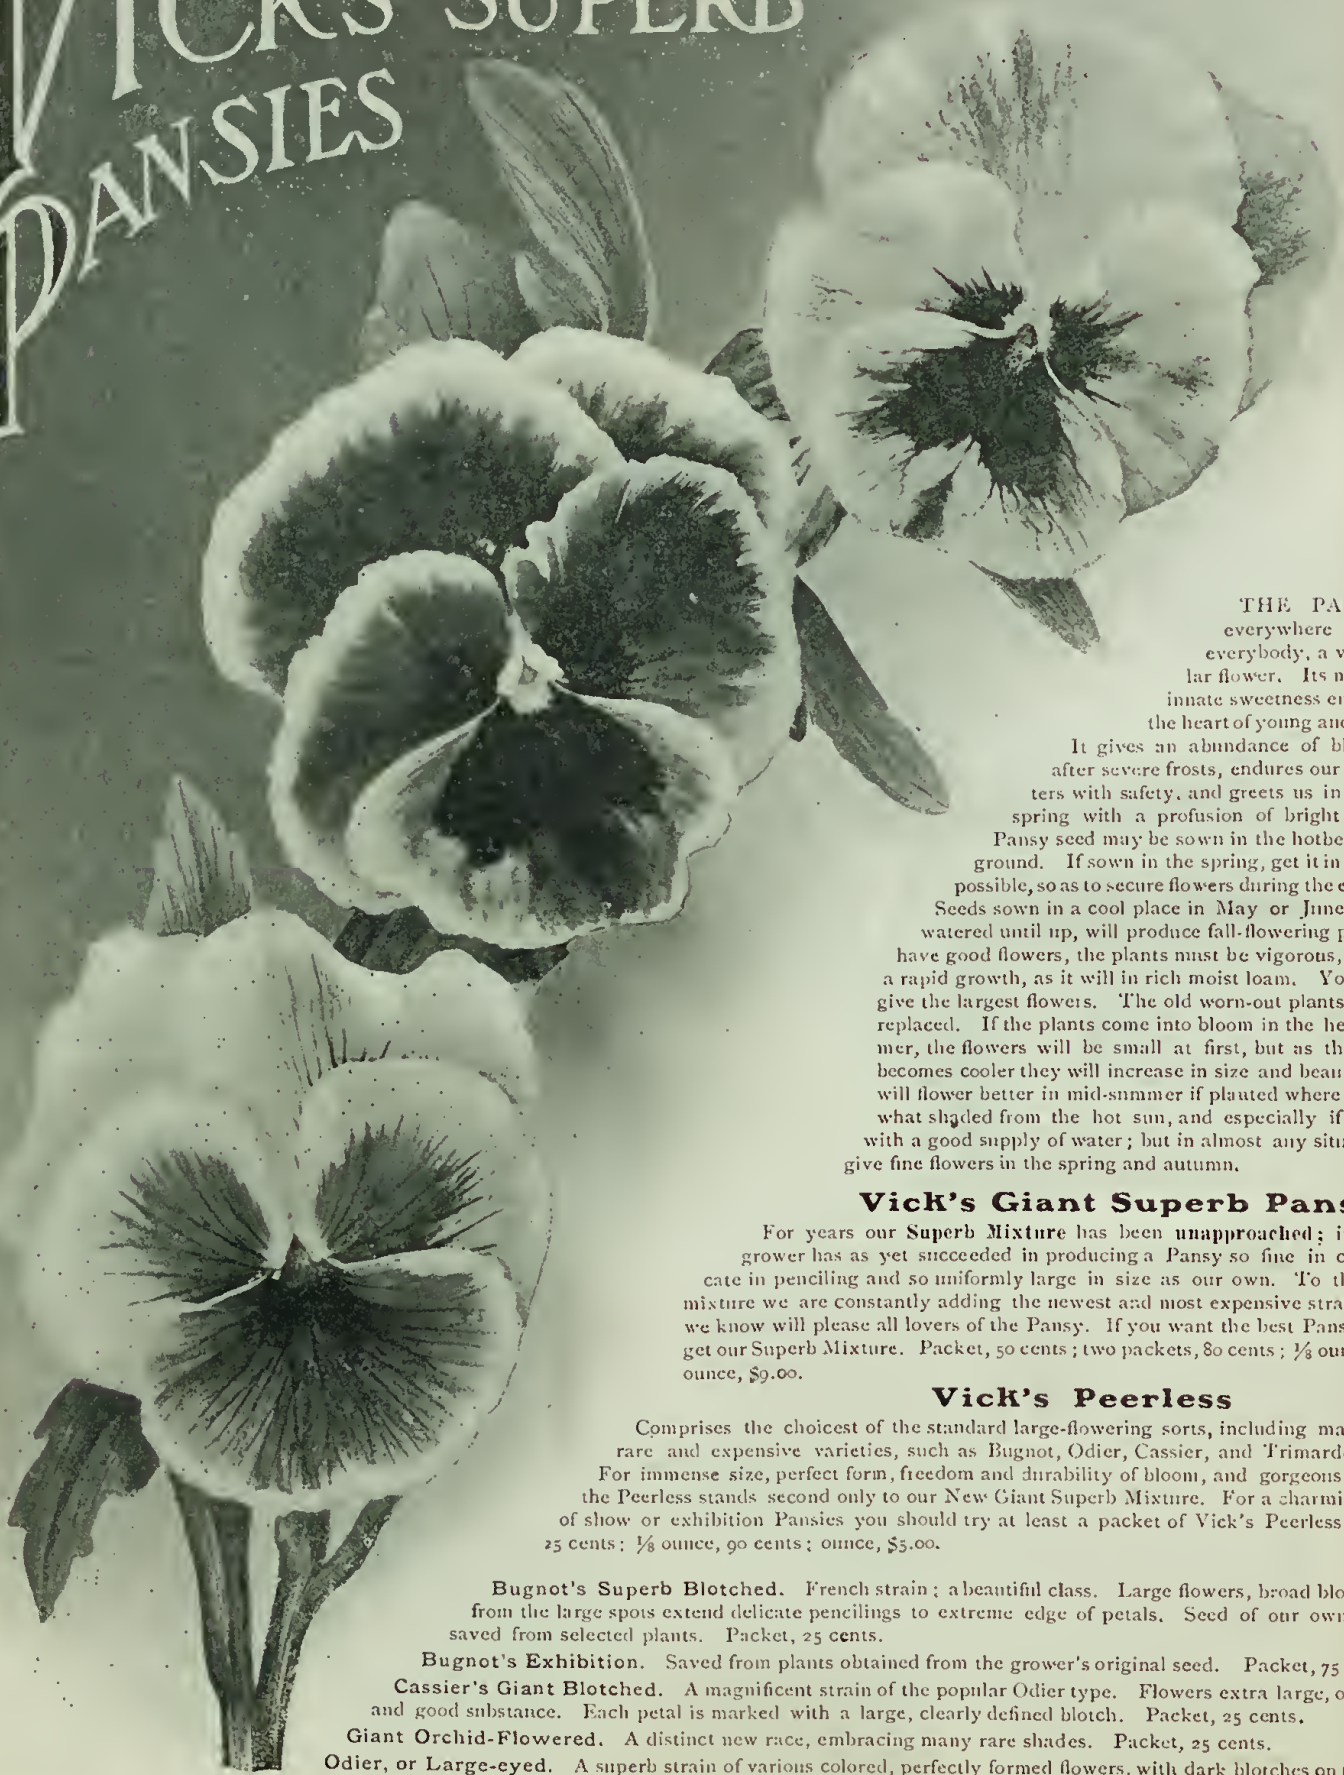 VICK'S SUPERB
PANSIES
THE PA
everywhere
everybody, a v
lar flower. Its n
innate sweetness e
the heart of young and
It gives an abundance of bl
after severe frosts, endures our
ters with safety, and greets us in
spring with a profusion of bright
Pansy seed may be sown in the hotbe
ground. If sown in the spring, get it in
possible, so as to secure flowers during the e
Seeds sown in a cool place in May or June
watered until up, will produce fall-flowering p
have good flowers, the plants must be vigorous,
a rapid growth, as it will in rich moist loam. Yo
give the largest flowers. The old worn-out plants
replaced. If the plants come into bloom in the he
mer, the flowers will be small at first, but as th
becomes cooler they will increase in size and beau
will flower better in mid-summer if planted where
what shaded from the hot sun, and especially if
with a good supply of water; but in almost any situ
give fine flowers in the spring and autumn.
Vick's Giant Superb Pans
For years our Superb Mixture has been unapproached; i
grower has as yet succeeded in producing a Pansy so fine in c
cate in penciling and so uniformly large in size as our own. To th
mixture we are constantly adding the newest and most expensive stra
we know will please all lovers of the Pansy. If you want the best Pans
get our Superb Mixture. Packet, 50 cents; two packets, 80 cents; ⅛ oun
ounce, $9.00.
Vick's Peerless
Comprises the choicest of the standard large-flowering sorts, including ma
rare and expensive varieties, such as Bugnot, Odier, Cassier, and Trimard
For immense size, perfect form, freedom and durability of bloom, and gorgeous
the Peerless stands second only to our New Giant Superb Mixture. For a charmi
of show or exhibition Pansies you should try at least a packet of Vick's Peerless
25 cents; ⅛ ounce, 90 cents; ounce, $5.00.
Bugnot's Superb Blotched. French strain; a beautiful class. Large flowers, broad blo
from the large spots extend delicate pencilings to extreme edge of petals. Seed of our own
saved from selected plants. Packet, 25 cents.
Bugnot's Exhibition. Saved from plants obtained from the grower's original seed. Packet, 75
Cassier's Giant Blotched. A magnificent strain of the popular Odier type. Flowers extra large, o
and good substance. Each petal is marked with a large, clearly defined blotch. Packet, 25 cents.
Giant Orchid-Flowered. A distinct new race, embracing many rare shades. Packet, 25 cents.
Odier, or Large-eyed. A superb strain of various colored, perfectly formed flowers, with dark blotches on